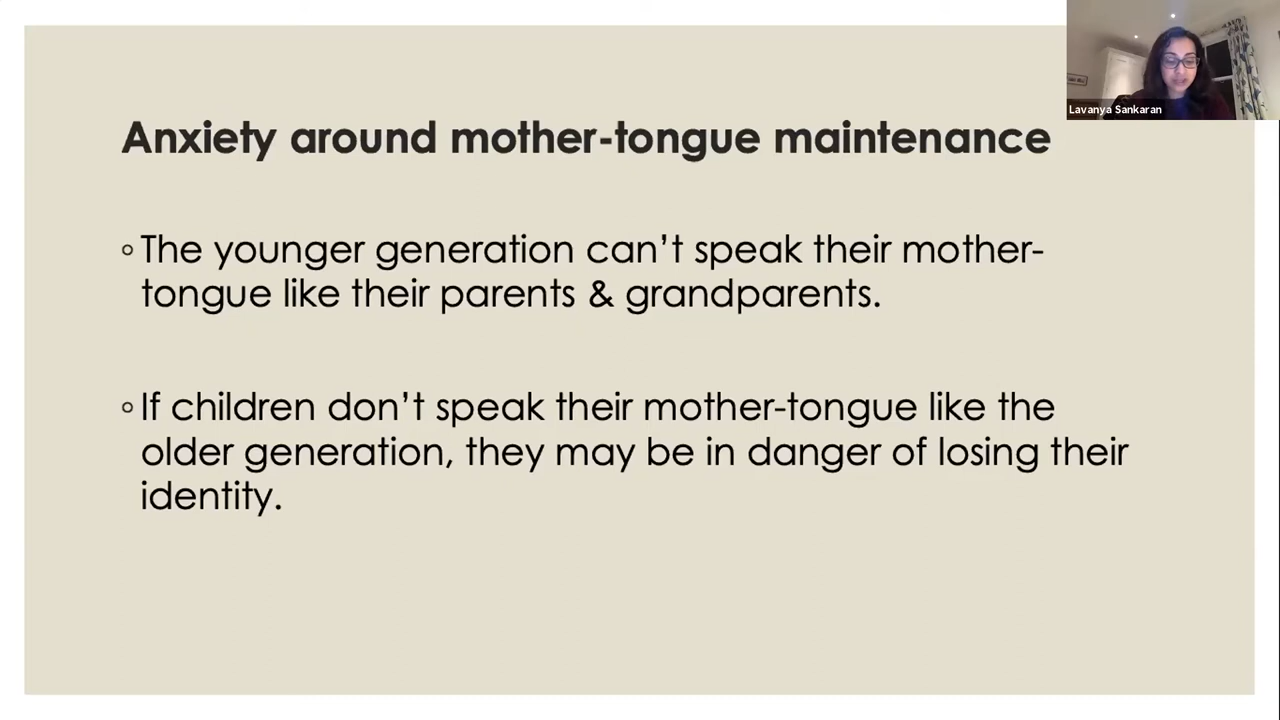 Lavanya Sankaran
Anxiety around mother-tongue maintenance
◦ The younger generation can’t speak their mother-
tongue like their parents & grandparents.
◦ If children don’t speak their mother-tongue like the
older generation, they may be in danger of losing their
identity.